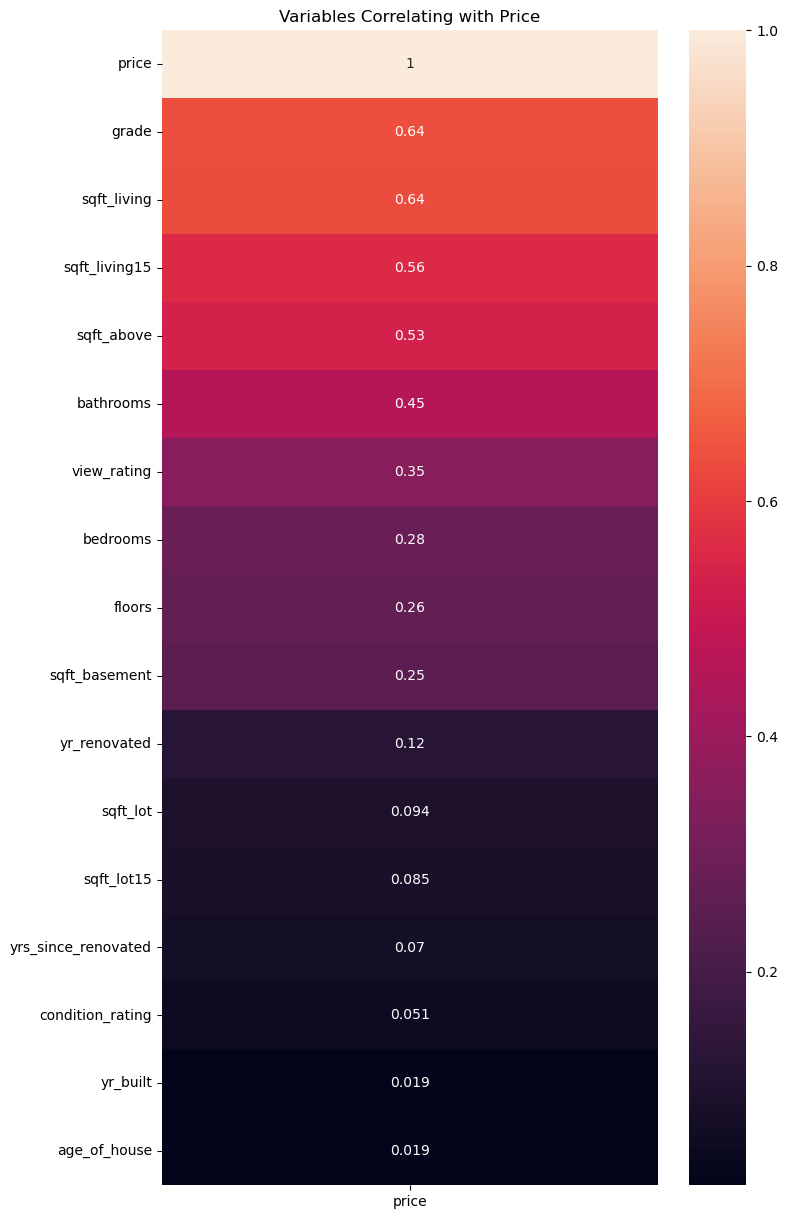 Variables Correlating with Price
price 1
grade 0.64
sqft_living 0.64
sqft_living15 0.56
sqft_above 0.53
bathrooms 0.45
view_rating 0.35
bedrooms 0.28
floors 0.26
sqft_basement 0.25
yr_renovated 0.12
sqft_lot 0.094
sqft_lot15 0.085
yrs_since_renovated 0.07
condition_rating 0.051
yr_built 0.019
age_of_house 0.019
price
1.0
0.8
0.6
0.4
0.2